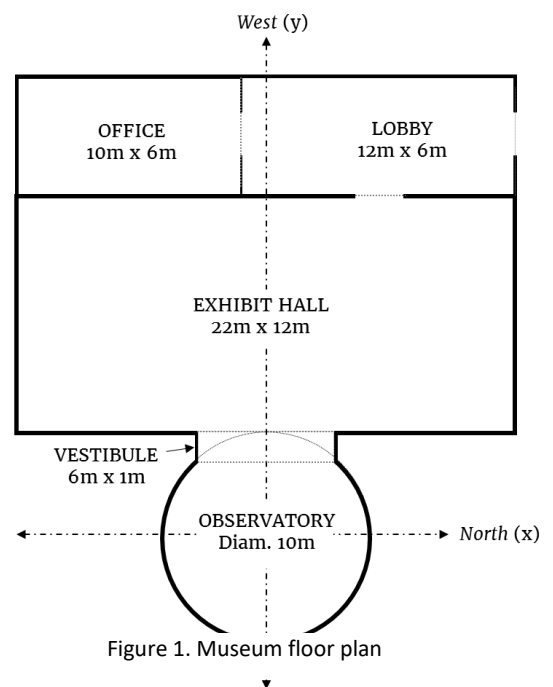 West (y)
OFFICE
10m x 6m
LOBBY
12m x 6m
EXHIBIT HALL
22m x 12m
VESTIBULE
6m x 1m
OBSERVATORY
Diam. 10m
North (x)
Figure 1. Museum floor plan